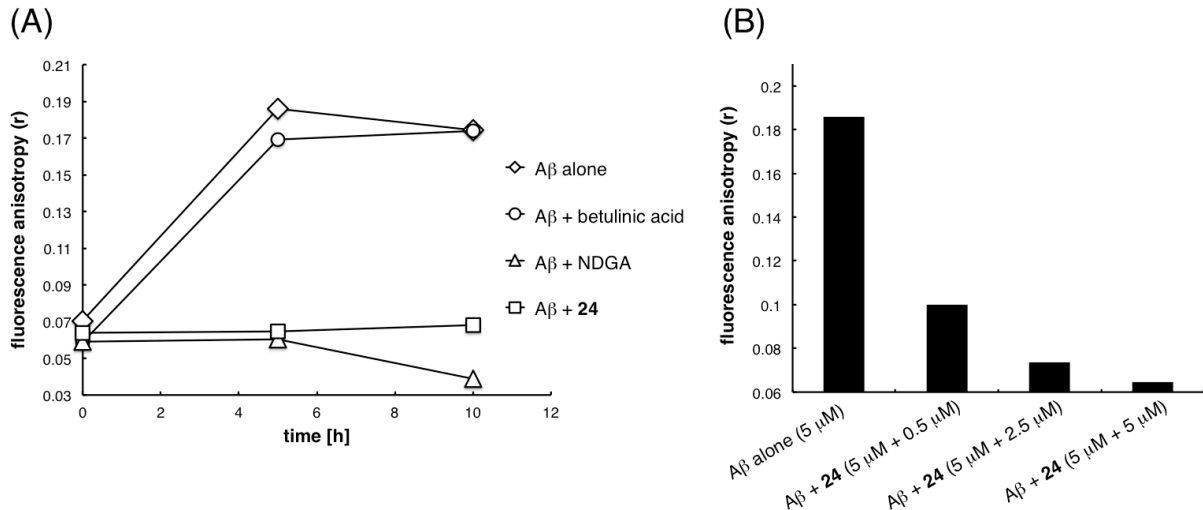 (A)
fluorescence anisotropy (r)
0.21
0.19
0.17
0.15
0.13
0.11
0.09
0.07
0.05
0.03
0
2
4
6
8
10
12
time [h]
Aβ alone
Aβ + betulinic acid
Aβ + NDGA
Aβ + 24
(B)
fluorescence anisotropy (r)
0.2
0.18
0.16
0.14
0.12
0.1
0.08
0.06
Aβ alone (5 μM)
Aβ + 24 (5 μM + 0.5 μM)
Aβ + 24 (5 μM + 2.5 μM)
Aβ + 24 (5 μM + 5 μM)